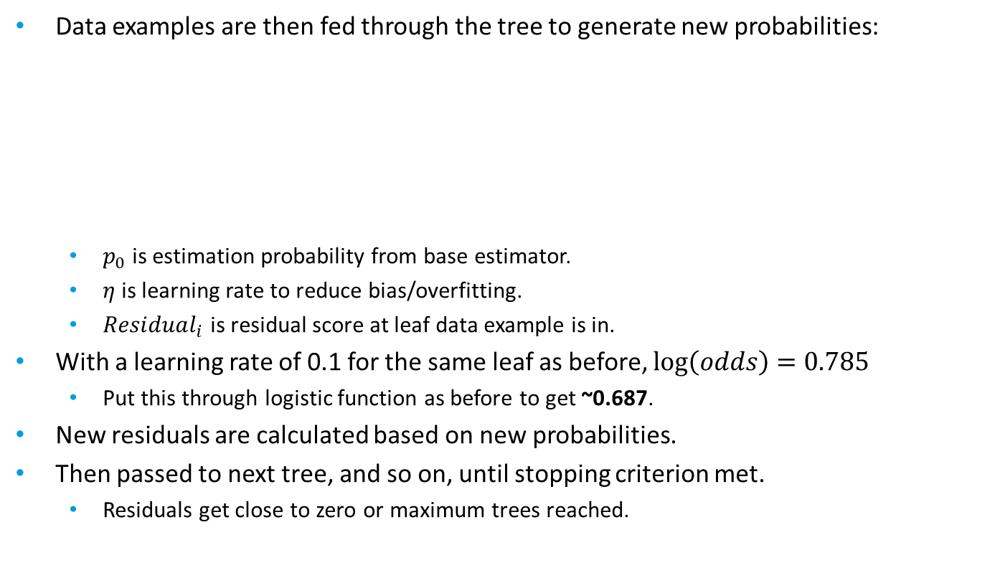 • Data examples are then fed through the tree to generate new probabilities:
• p₀ is estimation probability from base estimator.
• η is learning rate to reduce bias/overfitting.
• Residualᵢ is residual score at leaf data example is in.
• With a learning rate of 0.1 for the same leaf as before, log(odds) = 0.785
• Put this through logistic function as before to get ~0.687.
• New residuals are calculated based on new probabilities.
• Then passed to next tree, and so on, until stopping criterion met.
• Residuals get close to zero or maximum trees reached.